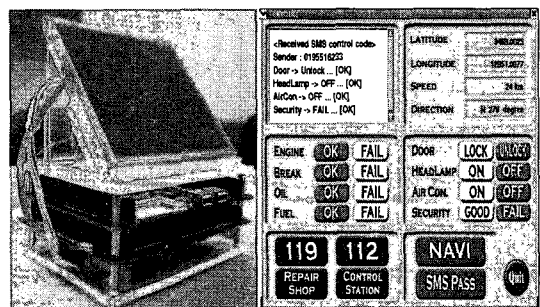 <Received SMS control code>
Sender : 0195516233
Door -> Unlock ... [OK]
HeadLamp -> OFF ... [OK]
AirCon -> OFF ... [OK]
Security -> FAIL ... [OK]
LATITUDE
LONGITUDE
SPEED
DIRECTION
ENGINE OK FAIL
BREAK OK FAIL
OIL OK FAIL
FUEL OK FAIL
DOOR LOCK UNLOCK
HEADLAMP ON OFF
AIR CON. ON OFF
SECURITY GOOD FAIL
119 112
REPAIR SHOP
CONTROL STATION
NAVI
SMS PASS
Quit